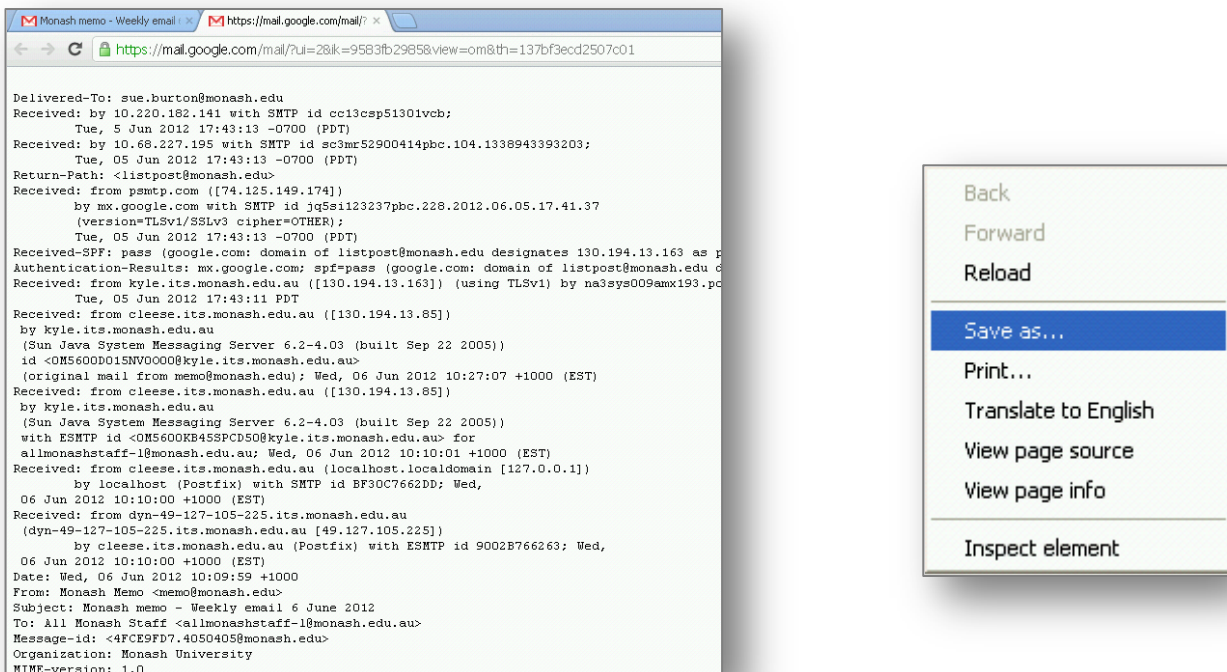 Monash memo - Weekly email
https://mail.google.com/mail/?
https://mail.google.com/mail/?ui=2&ik=9583fb2985&view=om&th=137bf3ecd2507c01
Delivered-To: sue.burton@monash.edu
Received: by 10.220.182.141 with SMTP id cc13csp51301vcb;
Tue, 5 Jun 2012 17:43:13 -0700 (PDT)
Received: by 10.68.227.195 with SMTP id sc3mr52900414pbc.104.1338943393203;
Tue, 05 Jun 2012 17:43:13 -0700 (PDT)
Return-Path: <listpost@monash.edu>
Received: from psmtp.com ([74.125.149.174])
by mx.google.com with SMTP id jq5si123237pbc.228.2012.06.05.17.41.37
(version=TLSv1/SSLv3 cipher=OTHER);
Tue, 05 Jun 2012 17:43:13 -0700 (PDT)
Received-SPF: pass (google.com: domain of listpost@monash.edu designates 130.194.13.163 as p
Authentication-Results: mx.google.com; spf=pass (google.com: domain of listpost@monash.edu d
Received: from kyle.its.monash.edu.au ([130.194.13.163]) (using TLSv1) by na3sys009amx193.po
Tue, 05 Jun 2012 17:43:11 PDT
Received: from cleese.its.monash.edu.au ([130.194.13.85])
by kyle.its.monash.edu.au
(Sun Java System Messaging Server 6.2-4.03 (built Sep 22 2005))
id <0M5600D015NV0O00@kyle.its.monash.edu.au>
(original mail from memo@monash.edu); Wed, 06 Jun 2012 10:27:07 +1000 (EST)
Received: from cleese.its.monash.edu.au ([130.194.13.85])
by kyle.its.monash.edu.au
(Sun Java System Messaging Server 6.2-4.03 (built Sep 22 2005))
with ESMTP id <0M5600KB45SPCD50@kyle.its.monash.edu.au> for
allmonashstaff-l@monash.edu.au; Wed, 06 Jun 2012 10:10:01 +1000 (EST)
Received: from cleese.its.monash.edu.au (localhost.localdomain [127.0.0.1])
by localhost (Postfix) with SMTP id BF30C7662DD; Wed,
06 Jun 2012 10:10:00 +1000 (EST)
Received: from dyn-49-127-105-225.its.monash.edu.au
(dyn-49-127-105-225.its.monash.edu.au [49.127.105.225])
by cleese.its.monash.edu.au (Postfix) with ESMTP id 9002B766263; Wed,
06 Jun 2012 10:10:00 +1000 (EST)
Date: Wed, 06 Jun 2012 10:09:59 +1000
From: Monash Memo <memo@monash.edu>
Subject: Monash memo - Weekly email 6 June 2012
To: All Monash Staff <allmonashstaff-l@monash.edu.au>
Message-id: <4FCE9FD7.4050405@monash.edu>
Organization: Monash University
MIME-version: 1.0
Back
Forward
Reload
Save as...
Print...
Translate to English
View page source
View page info
Inspect element